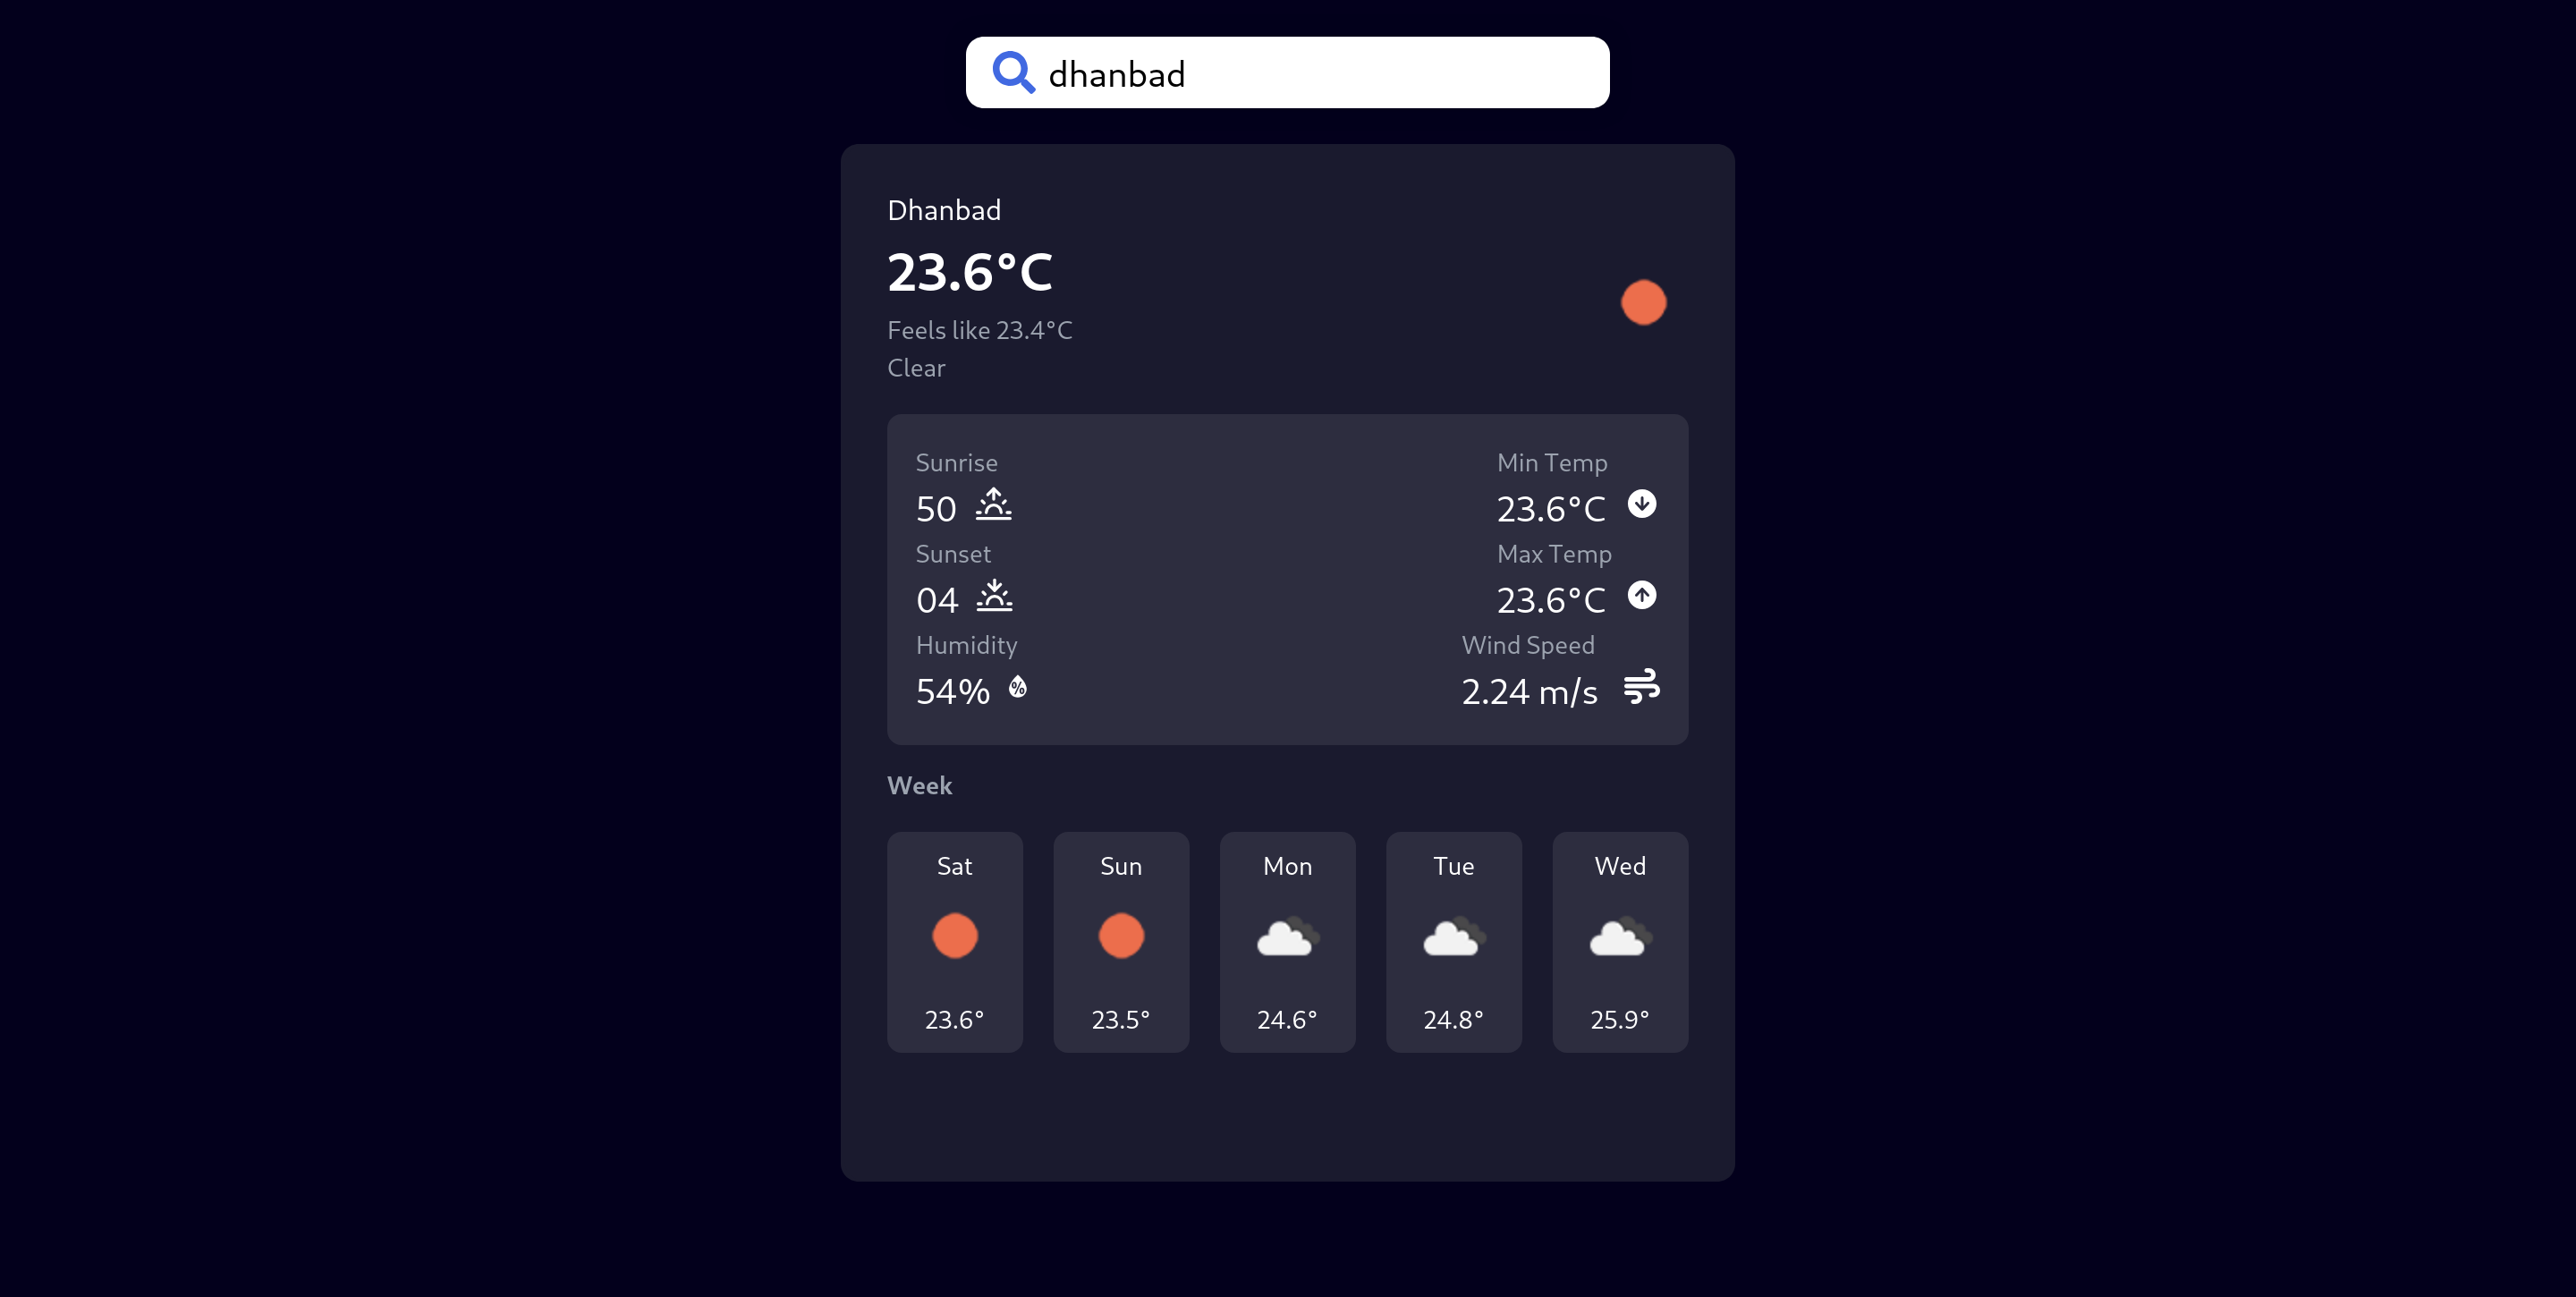 dhanbad
Dhanbad
23.6°C
Feels like 23.4°C
Clear
Sunrise
50
Sunset
04
Humidity
54%
Min Temp
23.6°C
Max Temp
23.6°C
Wind Speed
2.24 m/s
Week
Sat
23.6°
Sun
23.5°
Mon
24.6°
Tue
24.8°
Wed
25.9°